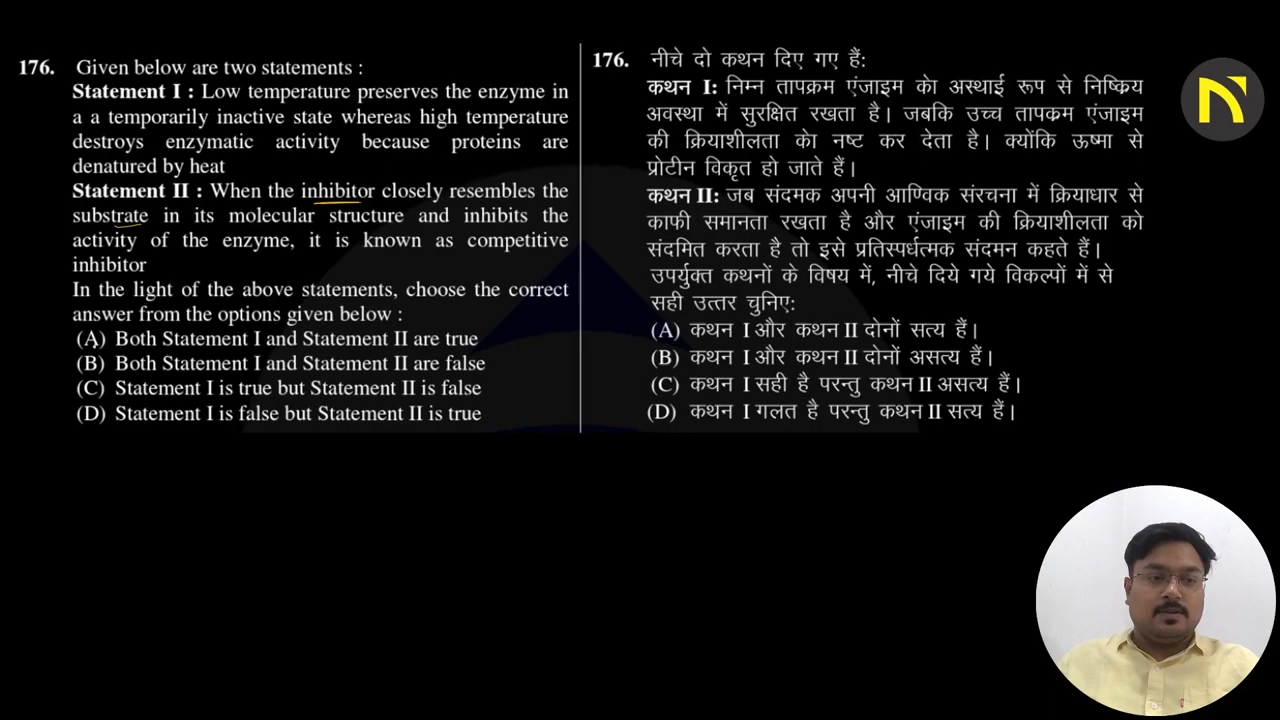 176. Given below are two statements :
Statement I : Low temperature preserves the enzyme in
a a temporarily inactive state whereas high temperature
destroys enzymatic activity because proteins are
denatured by heat
Statement II : When the inhibitor closely resembles the
substrate in its molecular structure and inhibits the
activity of the enzyme, it is known as competitive
inhibitor
In the light of the above statements, choose the correct
answer from the options given below :
(A) Both Statement I and Statement II are true
(B) Both Statement I and Statement II are false
(C) Statement I is true but Statement II is false
(D) Statement I is false but Statement II is true
176. नीचे दो कथन दिए गए हैं:
कथन I: निम्न तापक्रम एंजाइम को अस्थाई रूप से निष्क्रिय
अवस्था में सुरक्षित रखता है। जबकि उच्च तापक्रम एंजाइम
की क्रियाशीलता को नष्ट कर देता है। क्योंकि ऊष्मा से
प्रोटीन विकृत हो जाते हैं।
कथन II: जब संदमक अपनी आण्विक संरचना में क्रियाधार से
काफी समानता रखता है और एंजाइम की क्रियाशीलता को
संदमित करता है तो इसे प्रतिस्पर्धत्मक संदमन कहते हैं।
उपर्युक्त कथनों के विषय में, नीचे दिये गये विकल्पों में से
सही उत्तर चुनिए:
(A) कथन I और कथन II दोनों सत्य हैं।
(B) कथन I और कथन II दोनों असत्य हैं।
(C) कथन I सही है परन्तु कथन II असत्य हैं।
(D) कथन I गलत है परन्तु कथन II सत्य हैं।